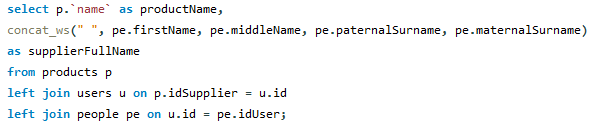 select p.`name` as productName,
concat_ws(" ", pe.firstName, pe.middleName, pe.paternalSurname, pe.maternalSurname)
as supplierFullName
from products p
left join users u on p.idSupplier = u.id
left join people pe on u.id = pe.idUser;